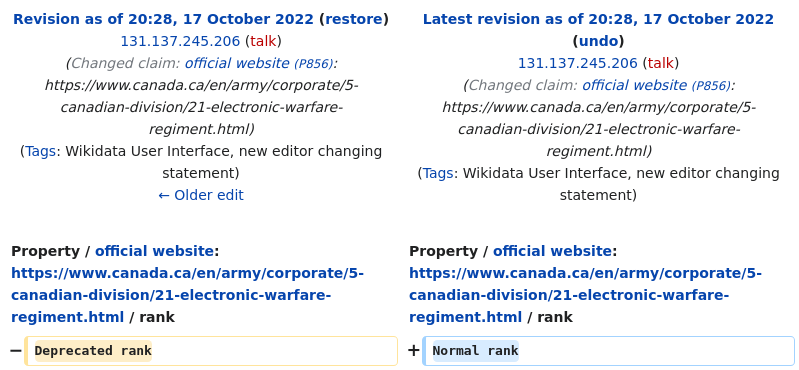 Revision as of 20:28, 17 October 2022 (restore)
131.137.245.206 (talk)
(Changed claim: official website (P856):
https://www.canada.ca/en/army/corporate/5-
canadian-division/21-electronic-warfare-
regiment.html)
(Tags: Wikidata User Interface, new editor changing
statement)
← Older edit
Latest revision as of 20:28, 17 October 2022
(undo)
131.137.245.206 (talk)
(Changed claim: official website (P856):
https://www.canada.ca/en/army/corporate/5-
canadian-division/21-electronic-warfare-
regiment.html)
(Tags: Wikidata User Interface, new editor changing
statement)
Property / official website:
https://www.canada.ca/en/army/corporate/5-
canadian-division/21-electronic-warfare-
regiment.html / rank
Property / official website:
https://www.canada.ca/en/army/corporate/5-
canadian-division/21-electronic-warfare-
regiment.html / rank
− Deprecated rank
+ Normal rank